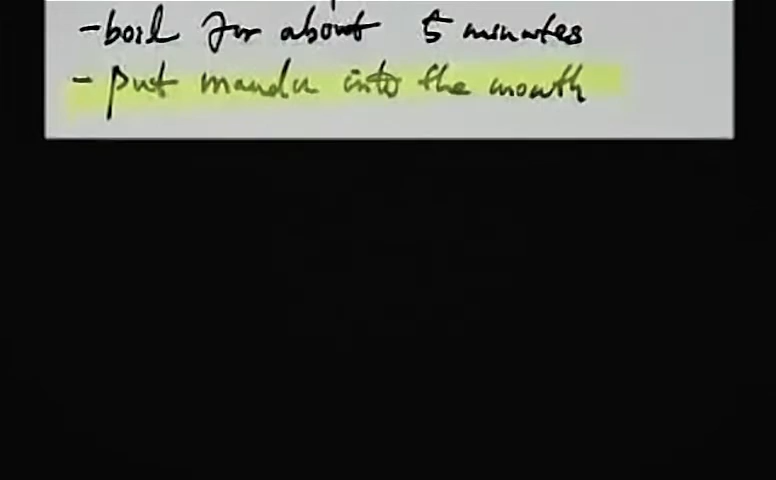 -boil for about 5 minutes
- put mandu into the mouth